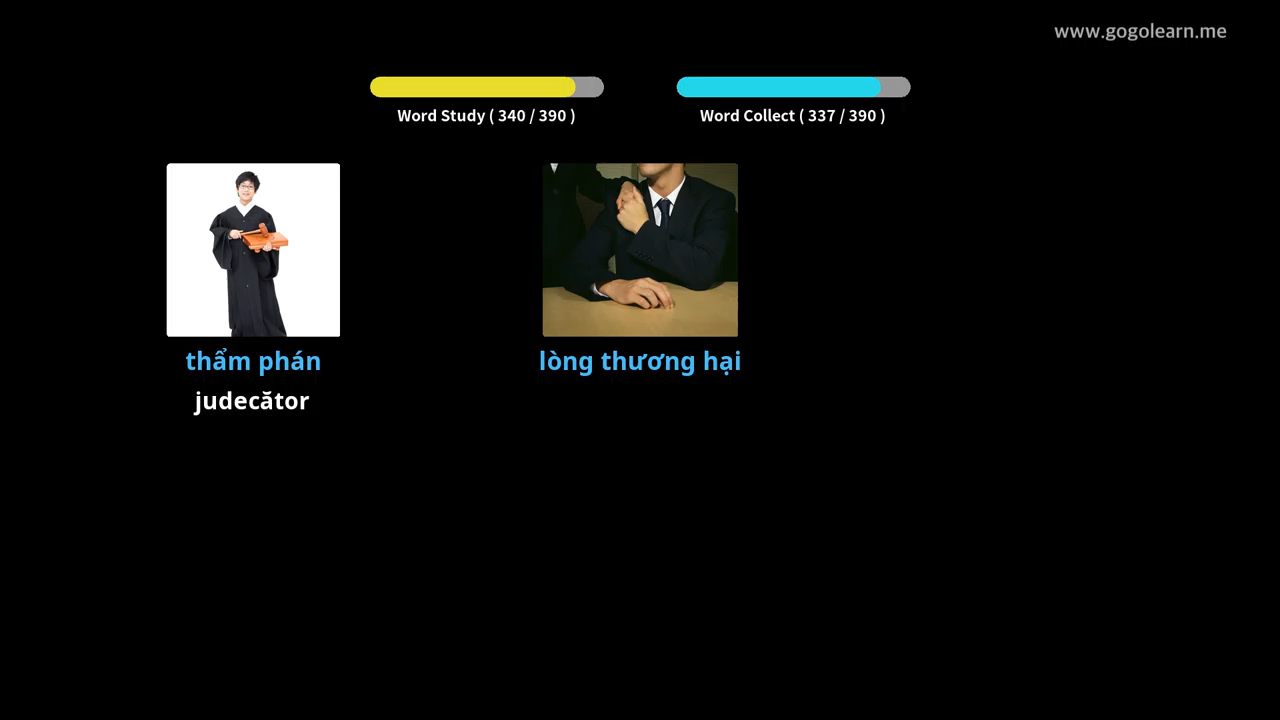 www.gogolearn.me
Word Study ( 340 / 390 )
Word Collect ( 337 / 390 )
thẩm phán
judecător
lòng thương hại